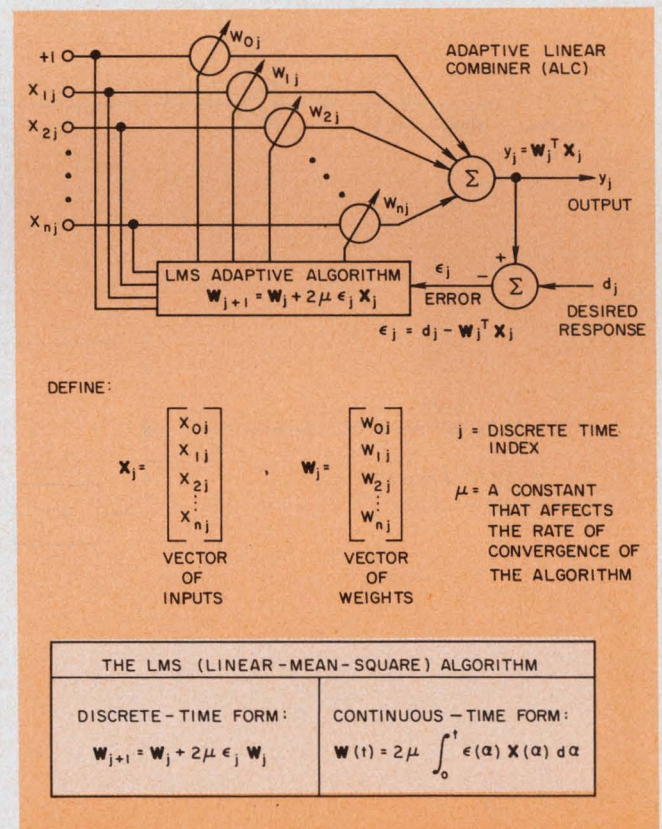 ADAPTIVE LINEAR
COMBINER (ALC)
+1
X₁ⱼ
X₂ⱼ
Xₙⱼ
W₀ⱼ
W₁ⱼ
W₂ⱼ
Wₙⱼ
Σ
yⱼ = Wⱼᵀ Xⱼ
yⱼ
OUTPUT
LMS ADAPTIVE ALGORITHM
Wⱼ₊₁ = Wⱼ + 2μ ϵⱼ Xⱼ
ϵⱼ
ERROR
+
−
Σ
dⱼ
DESIRED
RESPONSE
ϵⱼ = dⱼ − Wⱼᵀ Xⱼ
DEFINE:
Xⱼ =
X₀ⱼ
X₁ⱼ
X₂ⱼ
⋮
Xₙⱼ
VECTOR
OF
INPUTS
,
Wⱼ =
W₀ⱼ
W₁ⱼ
W₂ⱼ
⋮
Wₙⱼ
VECTOR
OF
WEIGHTS
j = DISCRETE TIME
INDEX
μ = A CONSTANT
THAT AFFECTS
THE RATE OF
CONVERGENCE OF
THE ALGORITHM
THE LMS (LINEAR-MEAN-SQUARE) ALGORITHM
DISCRETE-TIME FORM:
Wⱼ₊₁ = Wⱼ + 2μ ϵⱼ Wⱼ
CONTINUOUS-TIME FORM:
W(t) = 2μ ∫₀ᵗ ϵ(α) X(α) dα